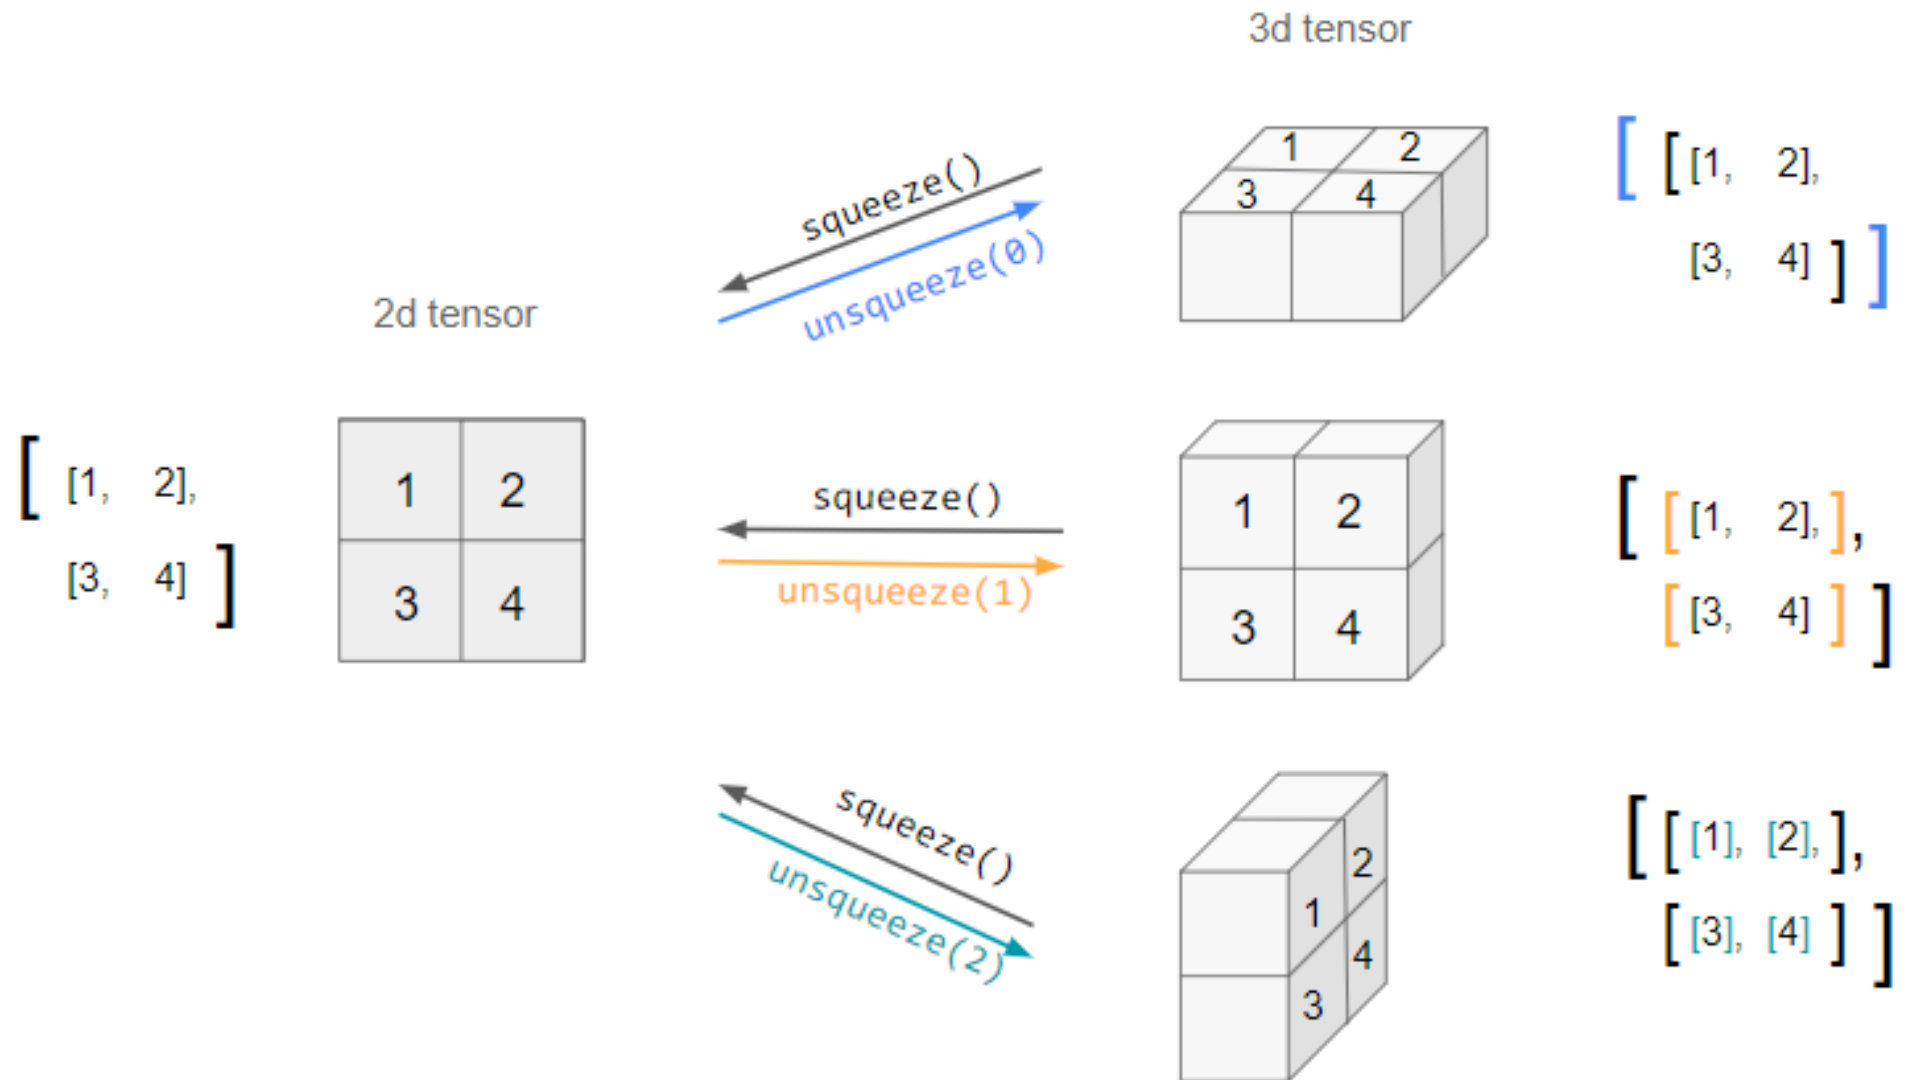 3d tensor
1 2
3 4
[ [ [1, 2],
[3, 4] ] ]
squeeze()
unsqueeze(0)
2d tensor
[ [1, 2],
[3, 4] ]
1 2
3 4
squeeze()
unsqueeze(1)
1 2
3 4
[ [ [1, 2], ],
[ [3, 4] ] ]
squeeze()
unsqueeze(2)
2
1
4
3
[ [ [1], [2], ],
[ [3], [4] ] ]